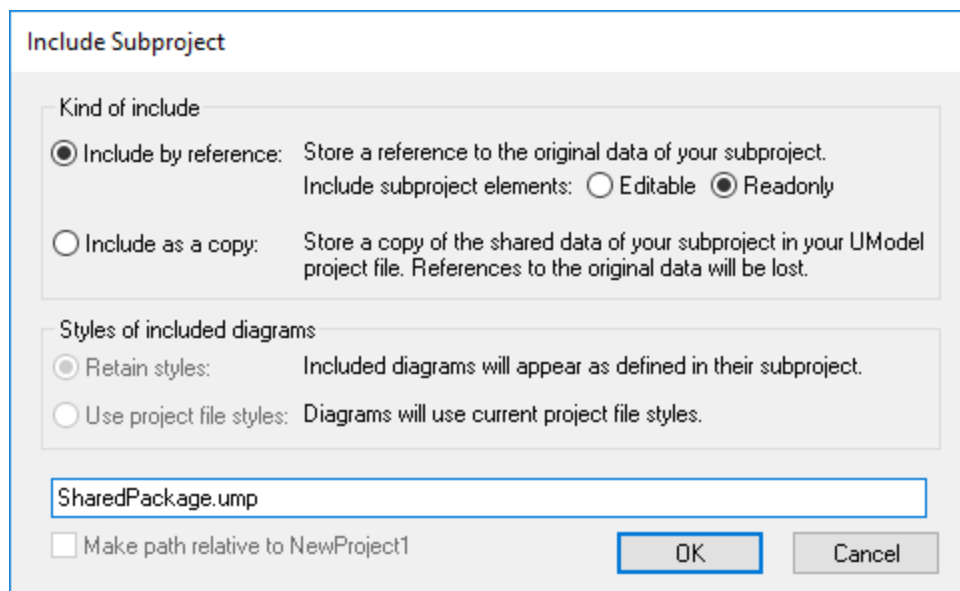 Include Subproject
Kind of include
Include by reference: Store a reference to the original data of your subproject.
Include subproject elements: Editable Readonly
Include as a copy: Store a copy of the shared data of your subproject in your UModel
project file. References to the original data will be lost.
Styles of included diagrams
Retain styles: Included diagrams will appear as defined in their subproject.
Use project file styles: Diagrams will use current project file styles.
SharedPackage.ump
Make path relative to NewProject1
OK Cancel